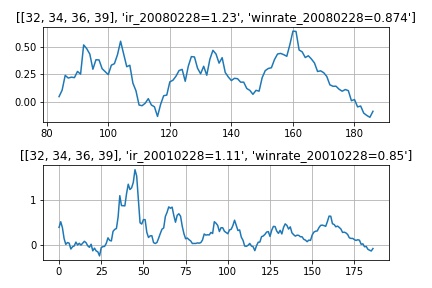 [[32, 34, 36, 39], 'ir_20080228=1.23', 'winrate_20080228=0.874']
0.50
0.25
0.00
80 100 120 140 160 180
[[32, 34, 36, 39], 'ir_20010228=1.11', 'winrate_20010228=0.85']
1
0
0 25 50 75 100 125 150 175